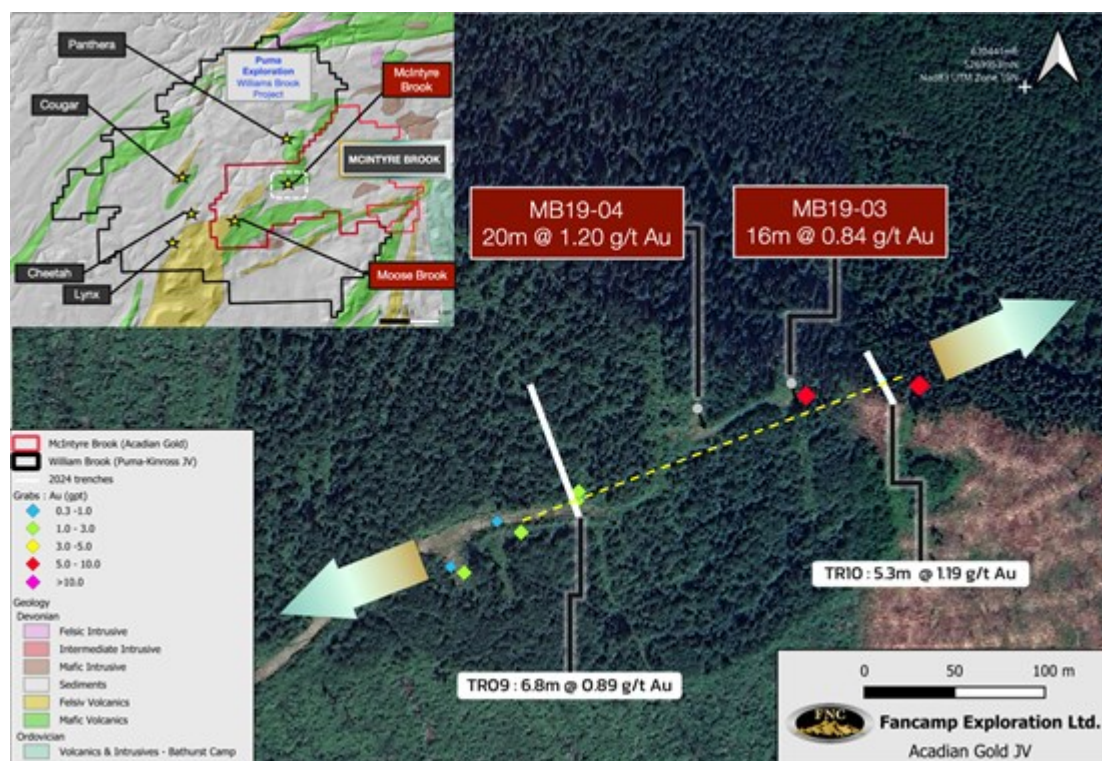 Panthera
Puma
Exploration
Williams Brook
Project
McIntyre
Brook
Cougar
MCINTYRE BROOK
Cheetah
Lynx
Moose Brook
Nad83 UTM Zone 19N
MB19-04
20m @ 1.20 g/t Au
MB19-03
16m @ 0.84 g/t Au
McIntyre Brook (Acadian Gold)
William Brook (Puma-Kinross JV)
2024 trenches
Grabs : Au (gpt)
0.3 -1.0
1.0 - 3.0
3.0 -5.0
5.0 - 10.0
>10.0
Geology
Devonian
Felsic Intrusive
Intermediate Intrusive
Mafic Intrusive
Sediments
Felsiv Volcanics
Mafic Volcanics
Ordovician
Volcanics & Intrusives - Bathurst Camp
TR10 : 5.3m @ 1.19 g/t Au
TR09 : 6.8m @ 0.89 g/t Au
0 50 100 m
FNC
Fancamp Exploration Ltd.
Acadian Gold JV